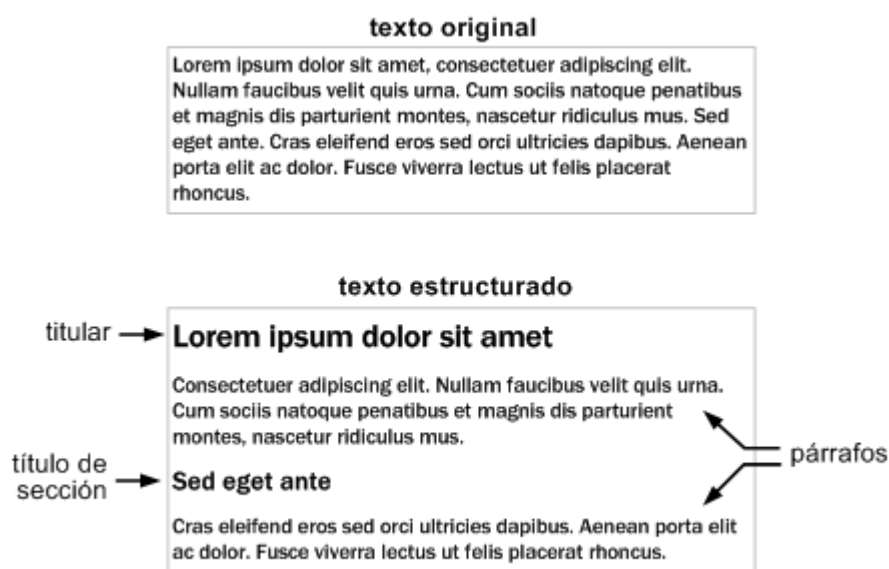 texto original
Lorem ipsum dolor sit amet, consectetuer adipiscing elit.
Nullam faucibus velit quis urna. Cum sociis natoque penatibus
et magnis dis parturient montes, nascetur ridiculus mus. Sed
eget ante. Cras eleifend eros sed orci ultricies dapibus. Aenean
porta elit ac dolor. Fusce viverra lectus ut felis placerat
rhoncus.
texto estructurado
titular
Lorem ipsum dolor sit amet
Consectetuer adipiscing elit. Nullam faucibus velit quis urna.
Cum sociis natoque penatibus et magnis dis parturient
montes, nascetur ridiculus mus.
párrafos
título de
sección
Sed eget ante
Cras eleifend eros sed orci ultricies dapibus. Aenean porta elit
ac dolor. Fusce viverra lectus ut felis placerat rhoncus.